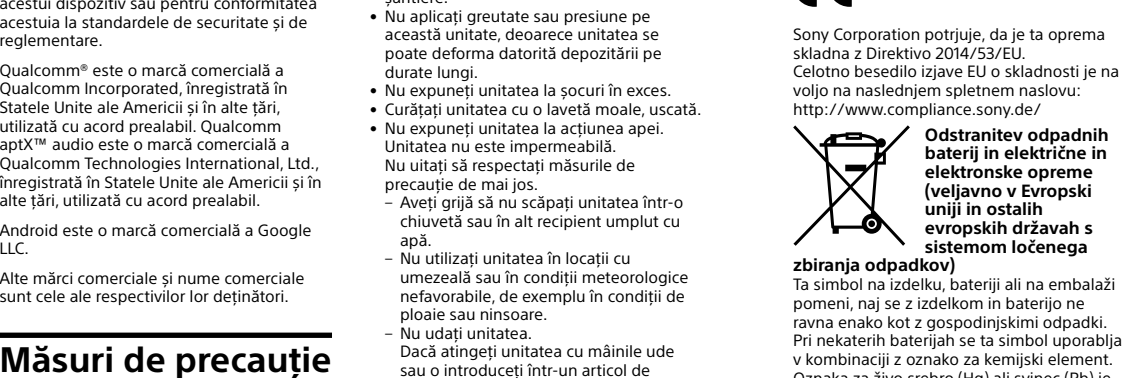 acestui dispozitiv sau pentru conformitatea
acestuia la standardele de securitate și de
reglementare.
Qualcomm® este o marcă comercială a
Qualcomm Incorporated, înregistrată în
Statele Unite ale Americii și în alte țări,
utilizată cu acord prealabil. Qualcomm
aptX™ audio este o marcă comercială a
Qualcomm Technologies International, Ltd.,
înregistrată în Statele Unite ale Americii și în
alte țări, utilizată cu acord prealabil.
Android este o marcă comercială a Google
LLC.
Alte mărci comerciale și nume comerciale
sunt cele ale respectivilor lor deținători.
Măsuri de precauție
șantiere.
• Nu aplicați greutate sau presiune pe
această unitate, deoarece unitatea se
poate deforma datorită depozitării pe
durate lungi.
• Nu expuneți unitatea la șocuri în exces.
• Curățați unitatea cu o lavetă moale, uscată.
• Nu expuneți unitatea la acțiunea apei.
Unitatea nu este impermeabilă.
Nu uitați să respectați măsurile de
precauție de mai jos.
– Aveți grijă să nu scăpați unitatea într-o
chiuvetă sau în alt recipient umplut cu
apă.
– Nu utilizați unitatea în locații cu
umezeală sau în condiții meteorologice
nefavorabile, de exemplu în condiții de
ploaie sau ninsoare.
– Nu udați unitatea.
Dacă atingeți unitatea cu mâinile ude
sau o introduceți într-un articol de
Sony Corporation potrjuje, da je ta oprema
skladna z Direktivo 2014/53/EU.
Celotno besedilo izjave EU o skladnosti je na
voljo na naslednjem spletnem naslovu:
http://www.compliance.sony.de/
Odstranitev odpadnih
baterij in električne in
elektronske opreme
(veljavno v Evropski
uniji in ostalih
evropskih državah s
sistemom ločenega
zbiranja odpadkov)
Ta simbol na izdelku, bateriji ali na embalaži
pomeni, naj se z izdelkom in baterijo ne
ravna enako kot z gospodinjskimi odpadki.
Pri nekaterih baterijah se ta simbol uporablja
v kombinaciji z oznako za kemijski element.
Oznaka za živo srebro (Hg) ali svinec (Pb) je